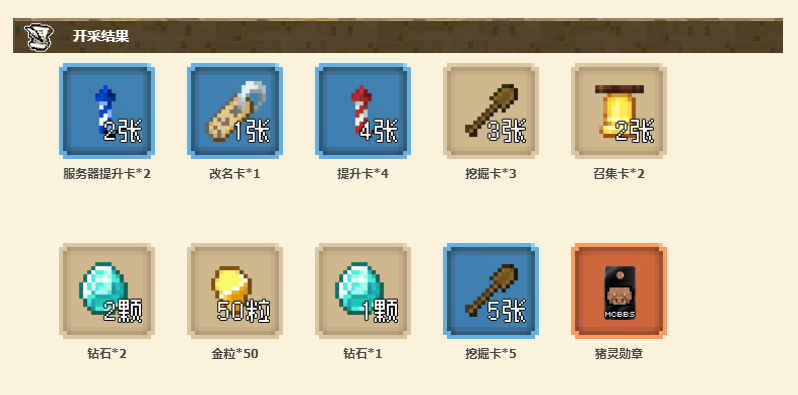 开采结果
2张
1张
4张
3张
2张
服务器提升卡*2
改名卡*1
提升卡*4
挖掘卡*3
召集卡*2
2颗
50粒
1颗
5张
MCBBS
钻石*2
金粒*50
钻石*1
挖掘卡*5
猪灵勋章